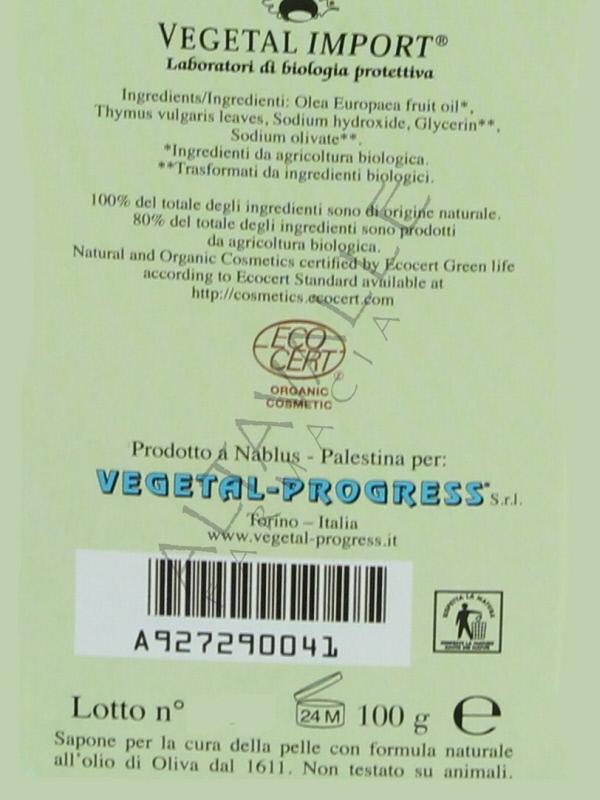 VEGETAL IMPORT®
Laboratori di biologia protettiva
Ingredients/Ingredienti: Olea Europaea fruit oil*,
Thymus vulgaris leaves, Sodium hydroxide, Glycerin**,
Sodium olivate**.
*Ingredienti da agricoltura biologica.
**Trasformati da ingredienti biologici.
100% del totale degli ingredienti sono di origine naturale.
80% del totale degli ingredienti sono prodotti
da agricoltura biologica.
Natural and Organic Cosmetics certified by Ecocert Green life
according to Ecocert Standard available at
http://cosmetics.ecocert.com
ECO
CERT®
ORGANIC
COSMETIC
Prodotto a Nablus - Palestina per:
VEGETAL-PROGRESS® S.r.l.
Torino – Italia
www.vegetal-progress.it
A927290041
RISPETTA LA NATURA
Lotto n°
24 M 100 g e
Sapone per la cura della pelle con formula naturale
all'olio di Oliva dal 1611. Non testato su animali.
ALTAVALLE
FARMACIA